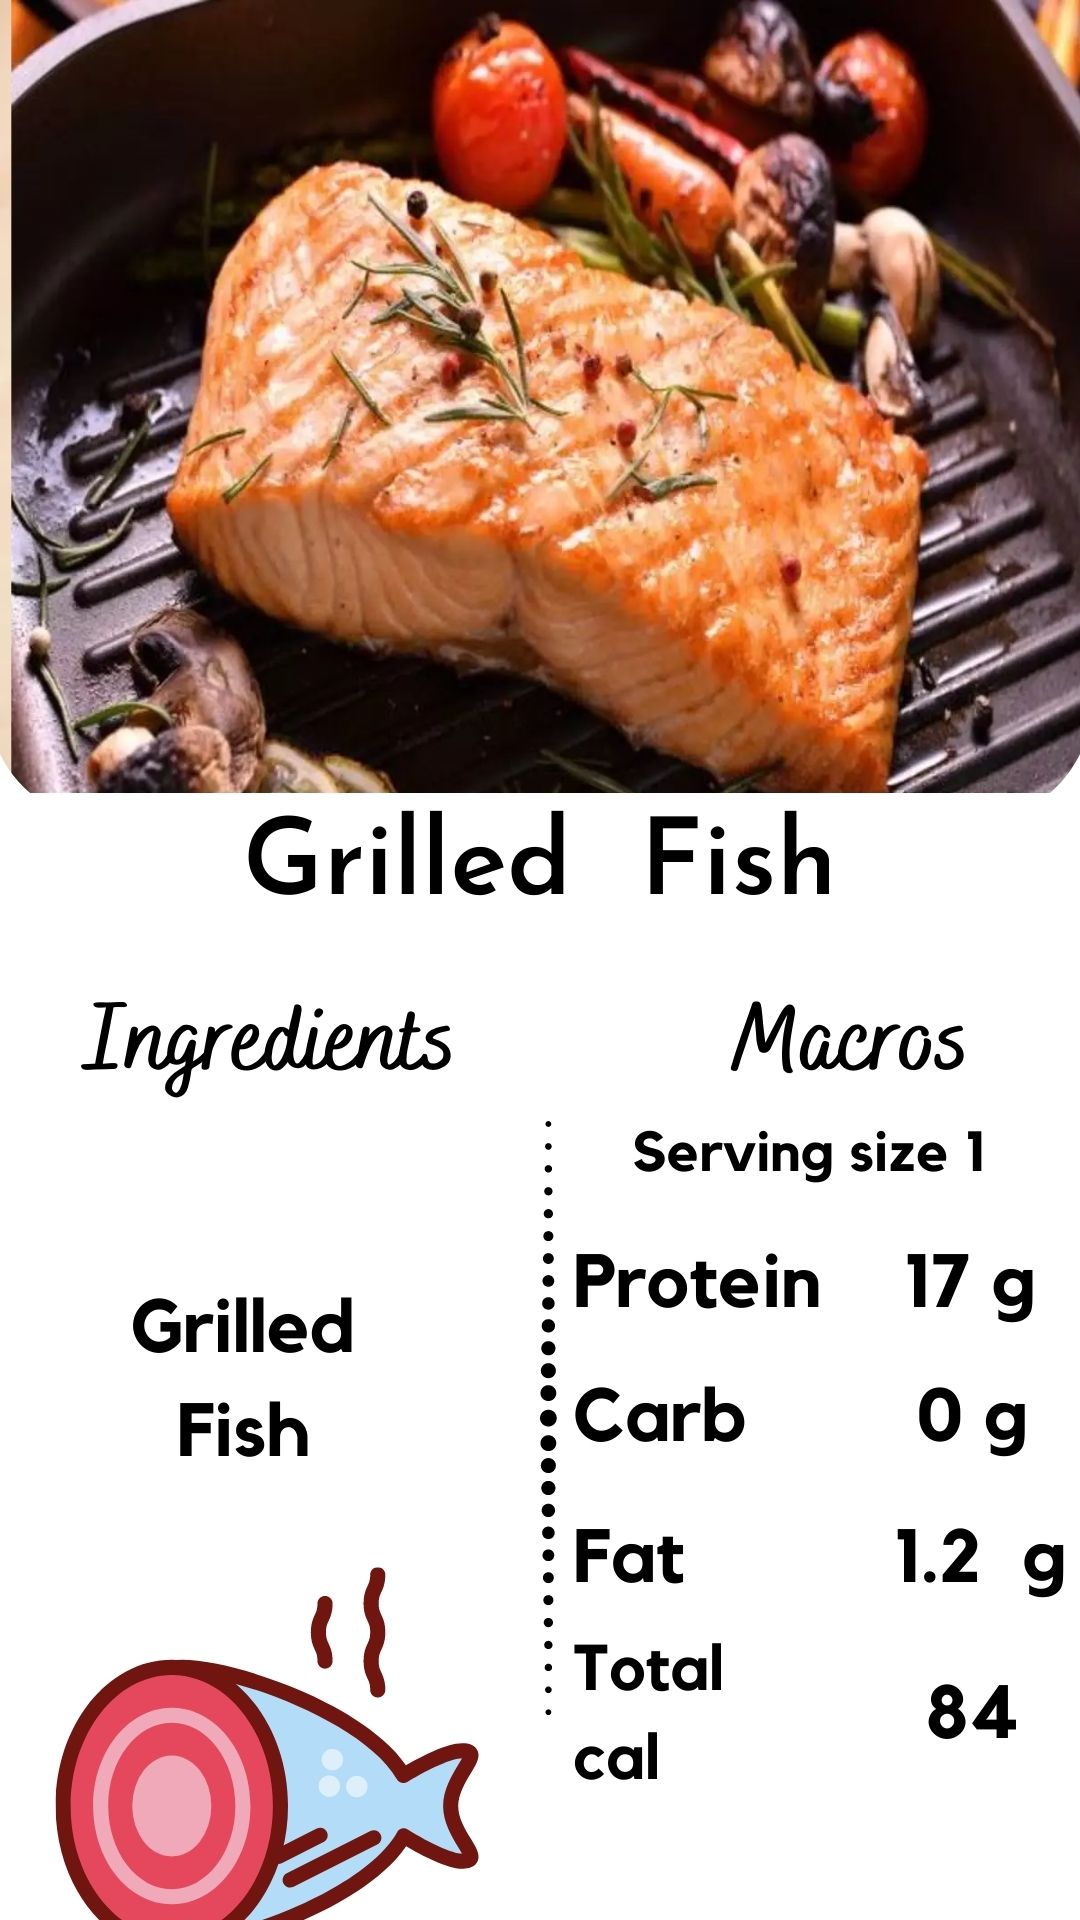 Grilled Fish
Ingredients
Macros
Serving size 1
Grilled
Fish
Protein 17 g
Carb 0 g
Fat 1.2 g
Total
cal
84